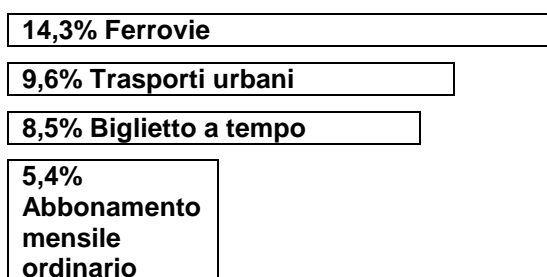 14,3% Ferrovie
9,6% Trasporti urbani
8,5% Biglietto a tempo
5,4%
Abbonamento
mensile
ordinario